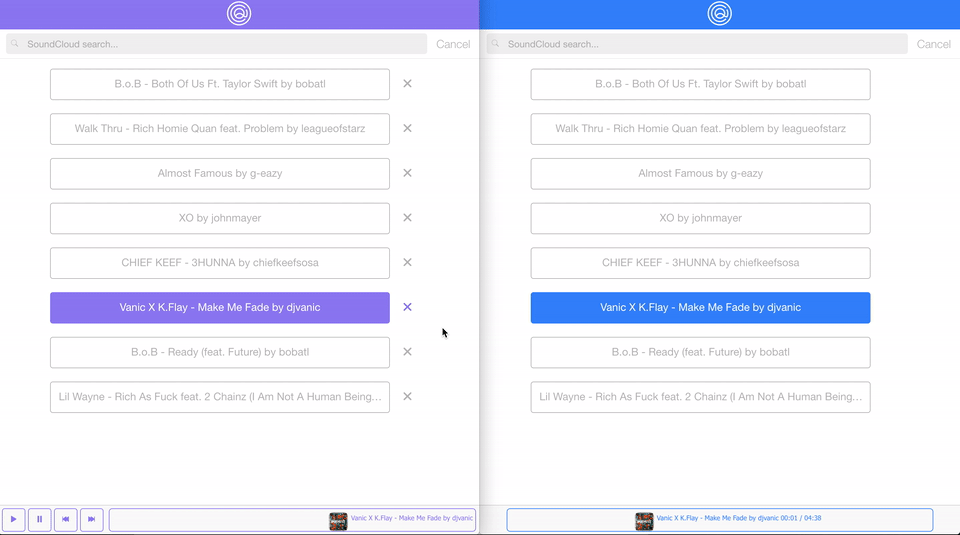 SoundCloud search...
Cancel
B.o.B - Both Of Us Ft. Taylor Swift by bobatl
Walk Thru - Rich Homie Quan feat. Problem by leagueofstarz
Almost Famous by g-eazy
XO by johnmayer
CHIEF KEEF - 3HUNNA by chiefkeefsosa
Vanic X K.Flay - Make Me Fade by djvanic
B.o.B - Ready (feat. Future) by bobatl
Lil Wayne - Rich As Fuck feat. 2 Chainz (I Am Not A Human Being...
Vanic X K.Flay - Make Me Fade by djvanic
SoundCloud search...
Cancel
B.o.B - Both Of Us Ft. Taylor Swift by bobatl
Walk Thru - Rich Homie Quan feat. Problem by leagueofstarz
Almost Famous by g-eazy
XO by johnmayer
CHIEF KEEF - 3HUNNA by chiefkeefsosa
Vanic X K.Flay - Make Me Fade by djvanic
B.o.B - Ready (feat. Future) by bobatl
Lil Wayne - Rich As Fuck feat. 2 Chainz (I Am Not A Human Being...
Vanic X K.Flay - Make Me Fade by djvanic 00:01 / 04:38